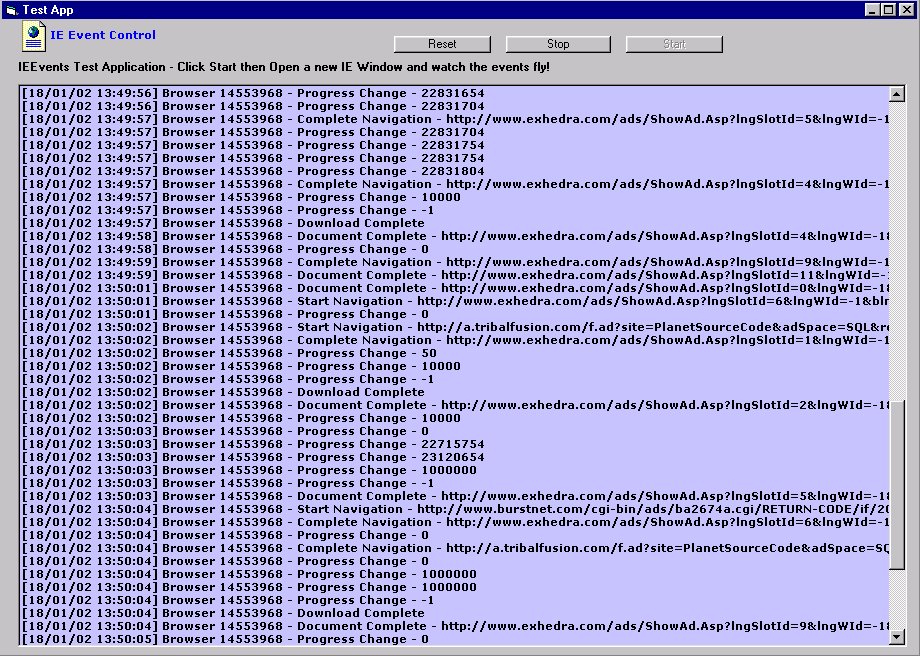 Test App
IE Event Control
Reset
Stop
Start
IEEvents Test Application - Click Start then Open a new IE Window and watch the events fly!
[18/01/02 13:49:56] Browser 14553968 - Progress Change - 22831654
[18/01/02 13:49:56] Browser 14553968 - Progress Change - 22831704
[18/01/02 13:49:57] Browser 14553968 - Complete Navigation - http://www.exhedra.com/ads/ShowAd.Asp?lngSlotId=5&lngWId=-1
[18/01/02 13:49:57] Browser 14553968 - Progress Change - 22831704
[18/01/02 13:49:57] Browser 14553968 - Progress Change - 22831754
[18/01/02 13:49:57] Browser 14553968 - Progress Change - 22831754
[18/01/02 13:49:57] Browser 14553968 - Progress Change - 22831804
[18/01/02 13:49:57] Browser 14553968 - Complete Navigation - http://www.exhedra.com/ads/ShowAd.Asp?lngSlotId=4&lngWId=-1
[18/01/02 13:49:57] Browser 14553968 - Progress Change - 10000
[18/01/02 13:49:57] Browser 14553968 - Progress Change - -1
[18/01/02 13:49:57] Browser 14553968 - Download Complete
[18/01/02 13:49:58] Browser 14553968 - Document Complete - http://www.exhedra.com/ads/ShowAd.Asp?lngSlotId=4&lngWId=-18
[18/01/02 13:49:58] Browser 14553968 - Progress Change - 0
[18/01/02 13:49:59] Browser 14553968 - Complete Navigation - http://www.exhedra.com/ads/ShowAd.Asp?lngSlotId=9&lngWId=-1
[18/01/02 13:49:59] Browser 14553968 - Document Complete - http://www.exhedra.com/ads/ShowAd.Asp?lngSlotId=11&lngWId=-
[18/01/02 13:50:01] Browser 14553968 - Document Complete - http://www.exhedra.com/ads/ShowAd.Asp?lngSlotId=0&lngWId=-18
[18/01/02 13:50:01] Browser 14553968 - Start Navigation - http://www.exhedra.com/ads/ShowAd.Asp?lngSlotId=6&lngWId=-1&bln
[18/01/02 13:50:01] Browser 14553968 - Progress Change - 0
[18/01/02 13:50:02] Browser 14553968 - Start Navigation - http://a.tribalfusion.com/f.ad?site=PlanetSourceCode&adSpace=SQL&re
[18/01/02 13:50:02] Browser 14553968 - Complete Navigation - http://www.exhedra.com/ads/ShowAd.Asp?lngSlotId=1&lngWId=-1
[18/01/02 13:50:02] Browser 14553968 - Progress Change - 50
[18/01/02 13:50:02] Browser 14553968 - Progress Change - 10000
[18/01/02 13:50:02] Browser 14553968 - Progress Change - -1
[18/01/02 13:50:02] Browser 14553968 - Download Complete
[18/01/02 13:50:02] Browser 14553968 - Document Complete - http://www.exhedra.com/ads/ShowAd.Asp?lngSlotId=2&lngWId=-18
[18/01/02 13:50:02] Browser 14553968 - Progress Change - 10000
[18/01/02 13:50:03] Browser 14553968 - Progress Change - 0
[18/01/02 13:50:03] Browser 14553968 - Progress Change - 22715754
[18/01/02 13:50:03] Browser 14553968 - Progress Change - 23120654
[18/01/02 13:50:03] Browser 14553968 - Progress Change - 1000000
[18/01/02 13:50:03] Browser 14553968 - Progress Change - -1
[18/01/02 13:50:03] Browser 14553968 - Document Complete - http://www.exhedra.com/ads/ShowAd.Asp?lngSlotId=5&lngWId=-18
[18/01/02 13:50:04] Browser 14553968 - Start Navigation - http://www.burstnet.com/cgi-bin/ads/ba2674a.cgi/RETURN-CODE/if/20
[18/01/02 13:50:04] Browser 14553968 - Complete Navigation - http://www.exhedra.com/ads/ShowAd.Asp?lngSlotId=6&lngWId=-1
[18/01/02 13:50:04] Browser 14553968 - Progress Change - 0
[18/01/02 13:50:04] Browser 14553968 - Complete Navigation - http://a.tribalfusion.com/f.ad?site=PlanetSourceCode&adSpace=SQ
[18/01/02 13:50:04] Browser 14553968 - Progress Change - 0
[18/01/02 13:50:04] Browser 14553968 - Progress Change - 1000000
[18/01/02 13:50:04] Browser 14553968 - Progress Change - 1000000
[18/01/02 13:50:04] Browser 14553968 - Progress Change - -1
[18/01/02 13:50:04] Browser 14553968 - Download Complete
[18/01/02 13:50:04] Browser 14553968 - Document Complete - http://www.exhedra.com/ads/ShowAd.Asp?lngSlotId=9&lngWId=-18
[18/01/02 13:50:05] Browser 14553968 - Progress Change - 0